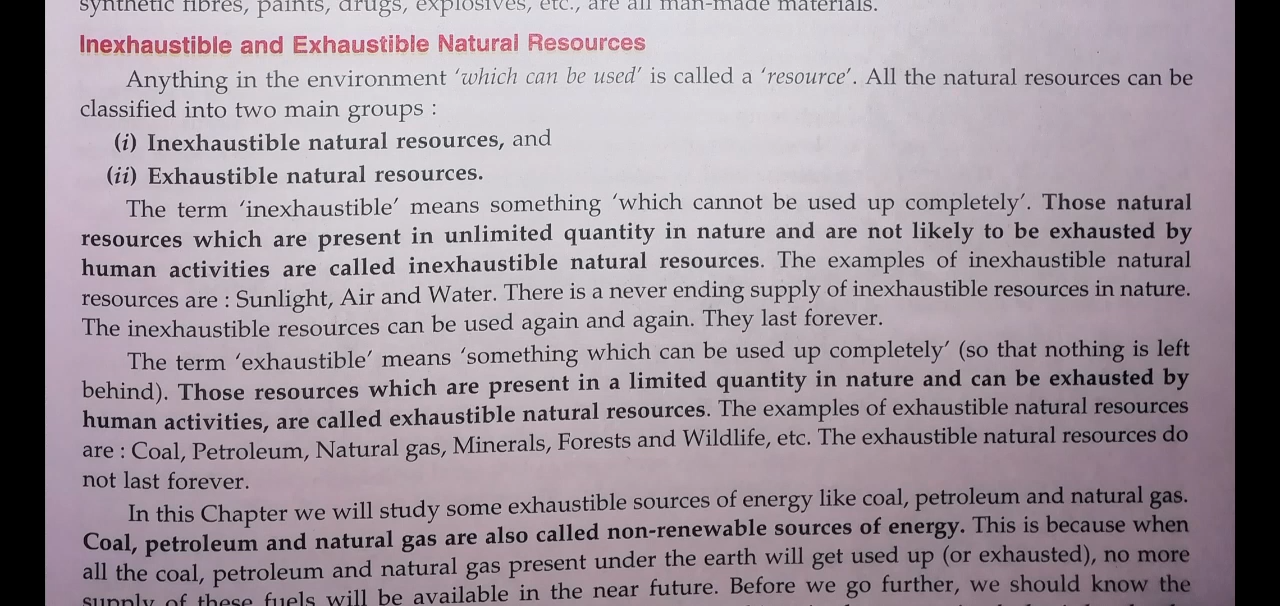 synthetic fibres, paints, drugs, explosives, etc., are all man-made materials.
Inexhaustible and Exhaustible Natural Resources
Anything in the environment ‘which can be used’ is called a ‘resource’. All the natural resources can be
classified into two main groups :
(i) Inexhaustible natural resources, and
(ii) Exhaustible natural resources.
The term ‘inexhaustible’ means something ‘which cannot be used up completely’. Those natural
resources which are present in unlimited quantity in nature and are not likely to be exhausted by
human activities are called inexhaustible natural resources. The examples of inexhaustible natural
resources are : Sunlight, Air and Water. There is a never ending supply of inexhaustible resources in nature.
The inexhaustible resources can be used again and again. They last forever.
The term ‘exhaustible’ means ‘something which can be used up completely’ (so that nothing is left
behind). Those resources which are present in a limited quantity in nature and can be exhausted by
human activities, are called exhaustible natural resources. The examples of exhaustible natural resources
are : Coal, Petroleum, Natural gas, Minerals, Forests and Wildlife, etc. The exhaustible natural resources do
not last forever.
In this Chapter we will study some exhaustible sources of energy like coal, petroleum and natural gas.
Coal, petroleum and natural gas are also called non-renewable sources of energy. This is because when
all the coal, petroleum and natural gas present under the earth will get used up (or exhausted), no more
supply of these fuels will be available in the near future. Before we go further, we should know the